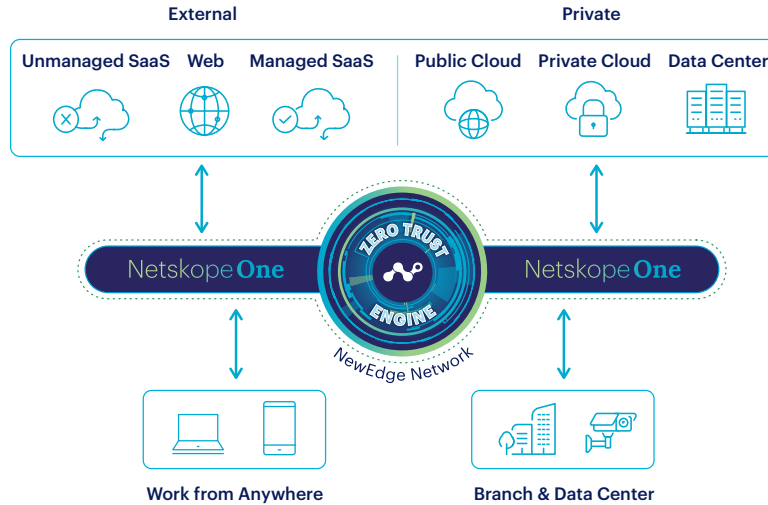 External
Private
Unmanaged SaaS
Web
Managed SaaS
Public Cloud
Private Cloud
Data Center
Netskope One
ZERO TRUST
ENGINE
Netskope One
NewEdge Network
Work from Anywhere
Branch & Data Center